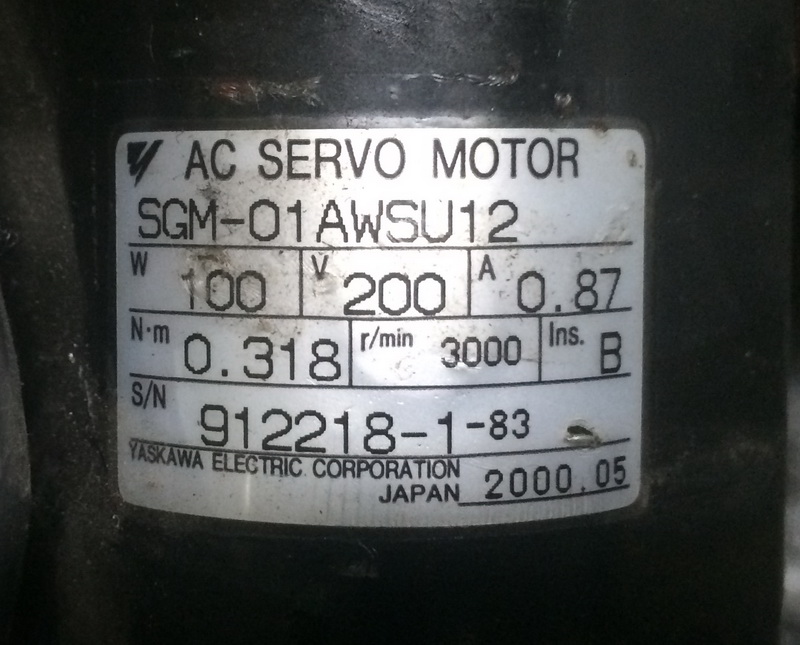 AC SERVO MOTOR
SGM-01AWSU12
W 100 V 200 A 0.87
N·m 0.318 r/min 3000 Ins. B
S/N 912218-1-83
YASKAWA ELECTRIC CORPORATION
JAPAN 2000.05